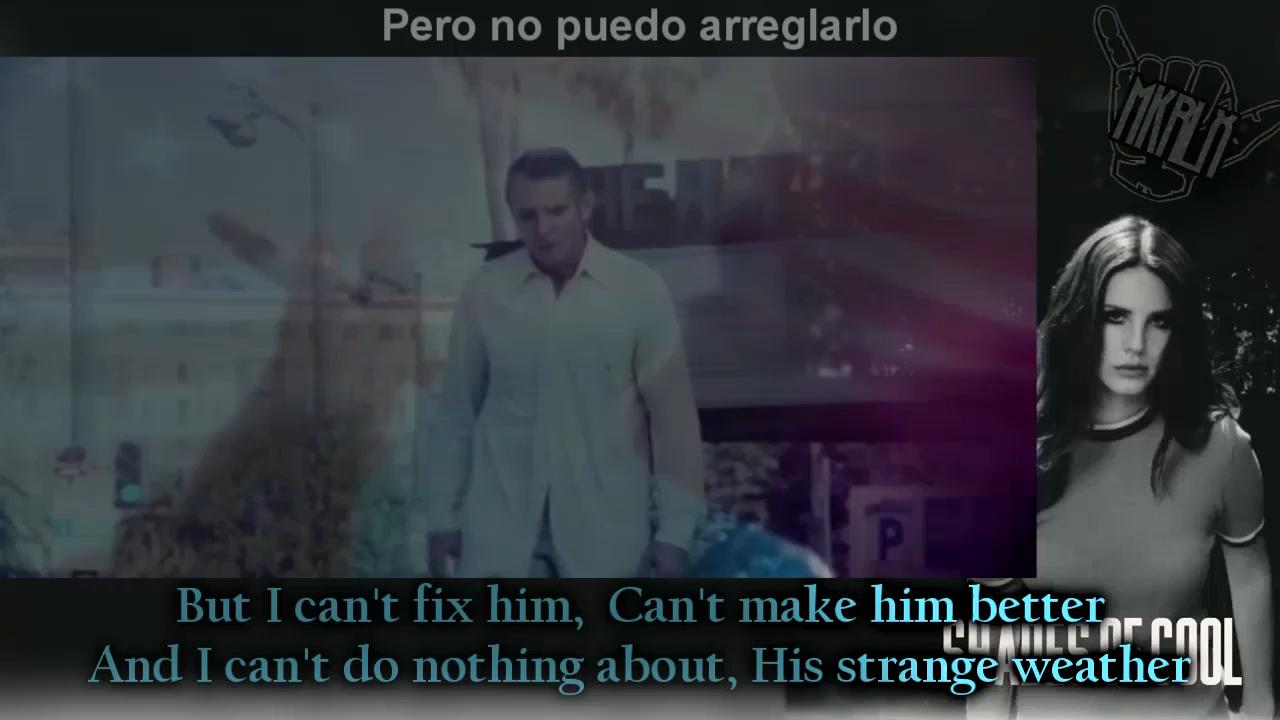 Pero no puedo arreglarlo
MKRLX
P
But I can't fix him, Can't make him better
And I can't do nothing about, His strange weather
SHADES OF COOL